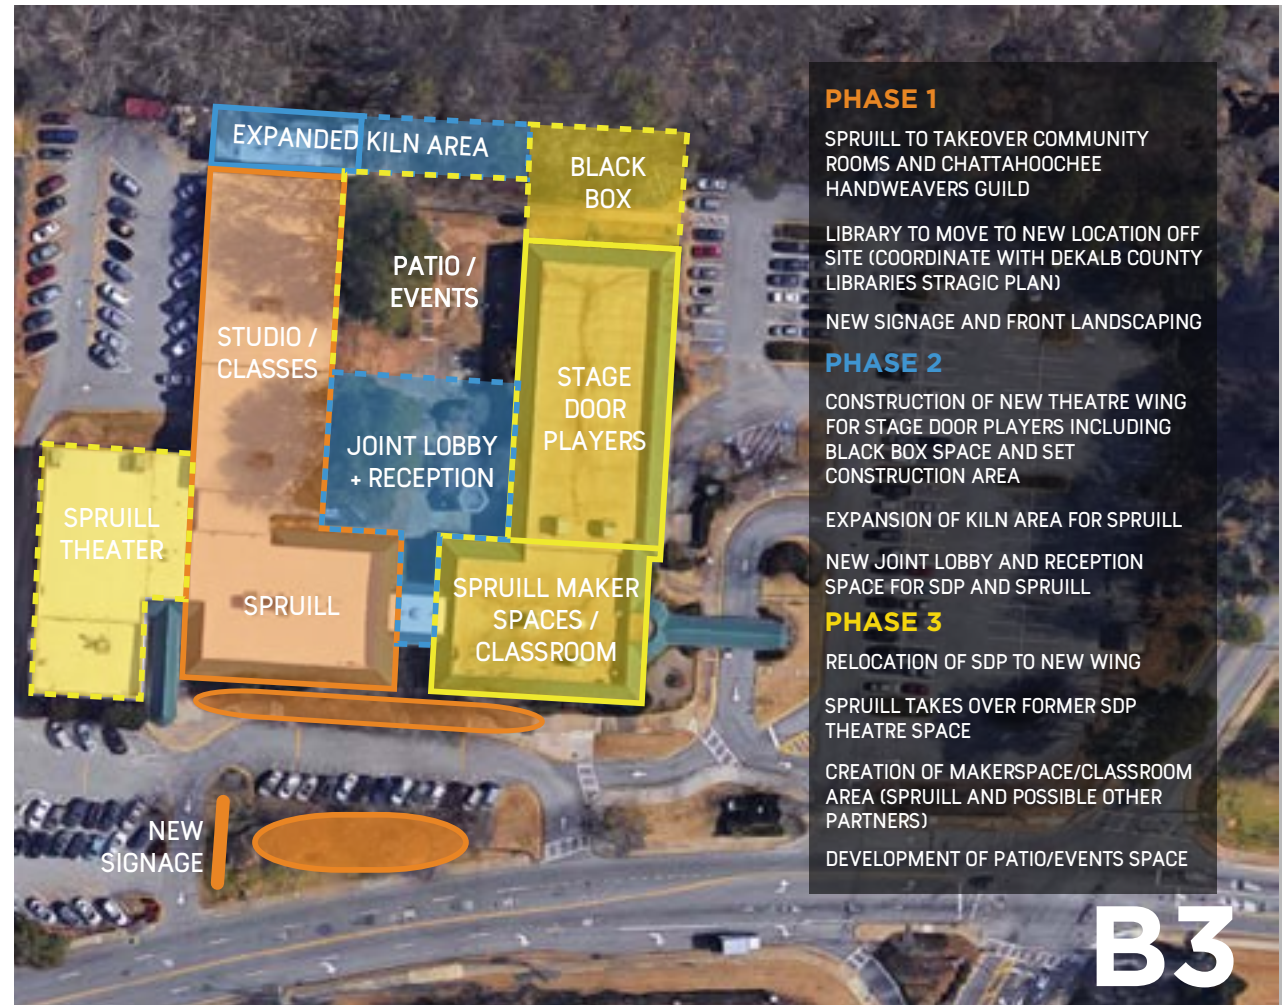 EXPANDED KILN AREA
BLACK
BOX
PATIO /
EVENTS
STUDIO /
CLASSES
STAGE
DOOR
PLAYERS
JOINT LOBBY
+ RECEPTION
SPRUILL
THEATER
SPRUILL
SPRUILL MAKER
SPACES /
CLASSROOM
NEW
SIGNAGE
PHASE 1
SPRUILL TO TAKEOVER COMMUNITY
ROOMS AND CHATTAHOOCHEE
HANDWEAVERS GUILD
LIBRARY TO MOVE TO NEW LOCATION OFF
SITE (COORDINATE WITH DEKALB COUNTY
LIBRARIES STRAGIC PLAN)
NEW SIGNAGE AND FRONT LANDSCAPING
PHASE 2
CONSTRUCTION OF NEW THEATRE WING
FOR STAGE DOOR PLAYERS INCLUDING
BLACK BOX SPACE AND SET
CONSTRUCTION AREA
EXPANSION OF KILN AREA FOR SPRUILL
NEW JOINT LOBBY AND RECEPTION
SPACE FOR SDP AND SPRUILL
PHASE 3
RELOCATION OF SDP TO NEW WING
SPRUILL TAKES OVER FORMER SDP
THEATRE SPACE
CREATION OF MAKERSPACE/CLASSROOM
AREA (SPRUILL AND POSSIBLE OTHER
PARTNERS)
DEVELOPMENT OF PATIO/EVENTS SPACE
B3